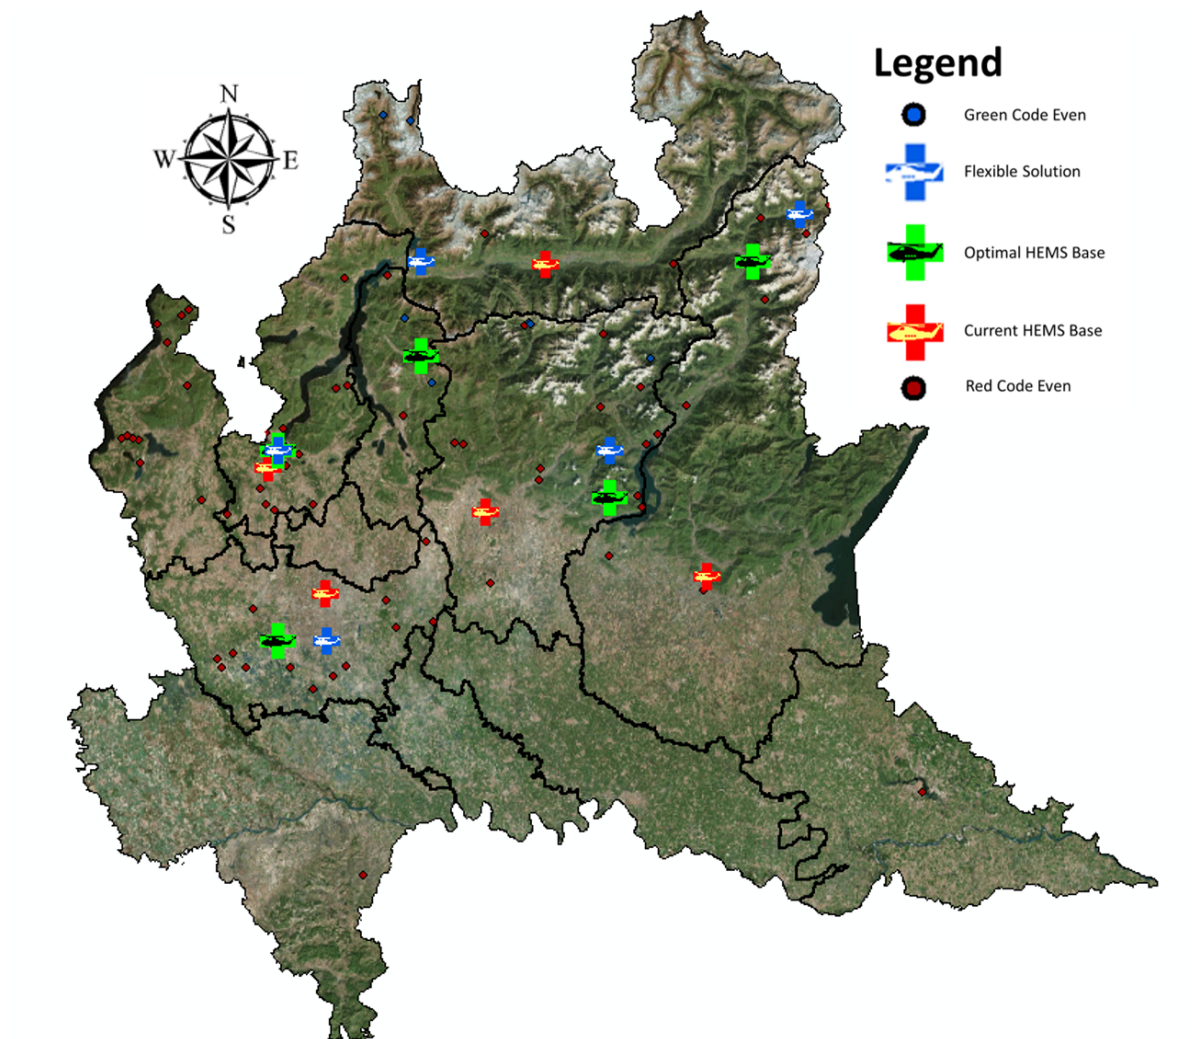 Legend
N
Green Code Even
W
E
Flexible Solution
S
Optimal HEMS Base
Current HEMS Base
Red Code Even